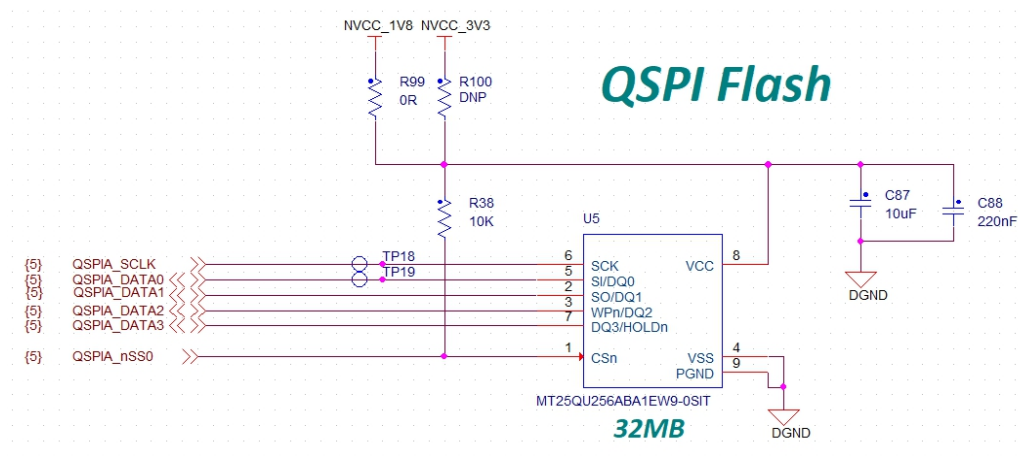 NVCC_1V8 NVCC_3V3
QSPI Flash
R99
0R
R100
DNP
R38
10K
C87
10uF
C88
220nF
U5
DGND
{5} QSPIA_SCLK TP18 6 SCK VCC 8
{5} QSPIA_DATA0 TP19 5 SI/DQ0
{5} QSPIA_DATA1 2 SO/DQ1
{5} QSPIA_DATA2 3 WPn/DQ2
{5} QSPIA_DATA3 7 DQ3/HOLDn
{5} QSPIA_nSS0 1 CSn VSS 4
PGND 9
MT25QU256ABA1EW9-0SIT
32MB
DGND